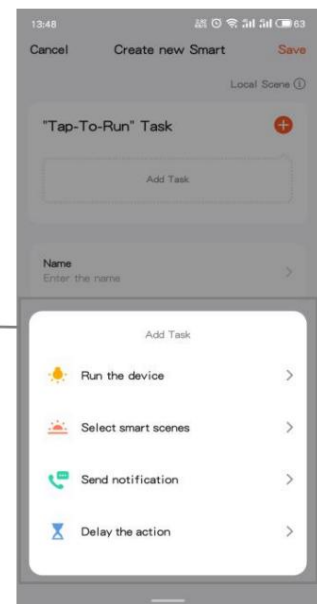 13:48
63
Cancel Create new Smart Save
Local Scene
"Tap-To-Run" Task
Add Task
Name
Enter the name
Add Task
Run the device
Select smart scenes
Send notification
Delay the action